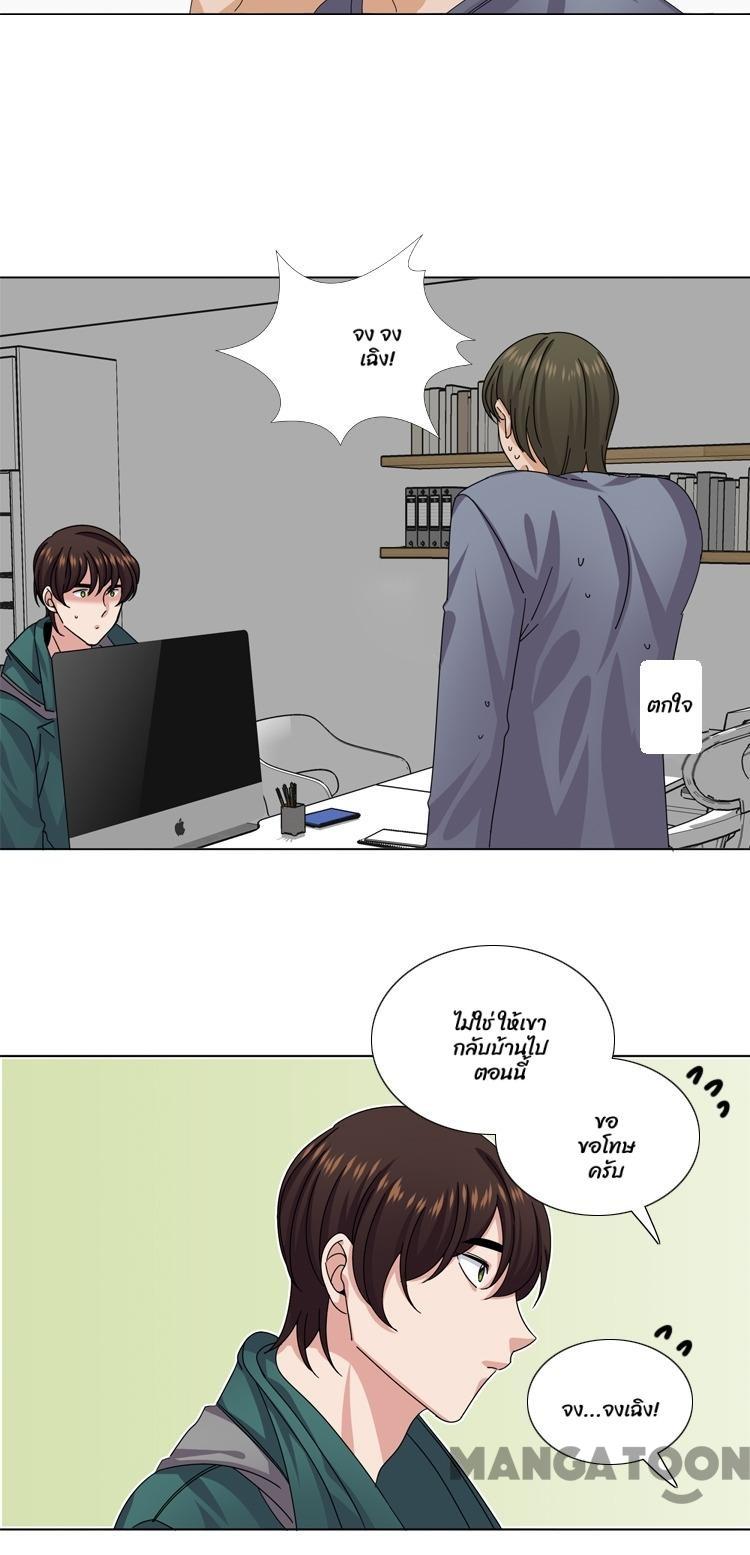 จง จง
เฉิง!
ตกใจ
ไม่ใช่ ให้เขา
กลับบ้านไป
ตอนนี้
ขอ
ขอโทษ
ครับ
จง...จงเฉิง!
MANGATOON